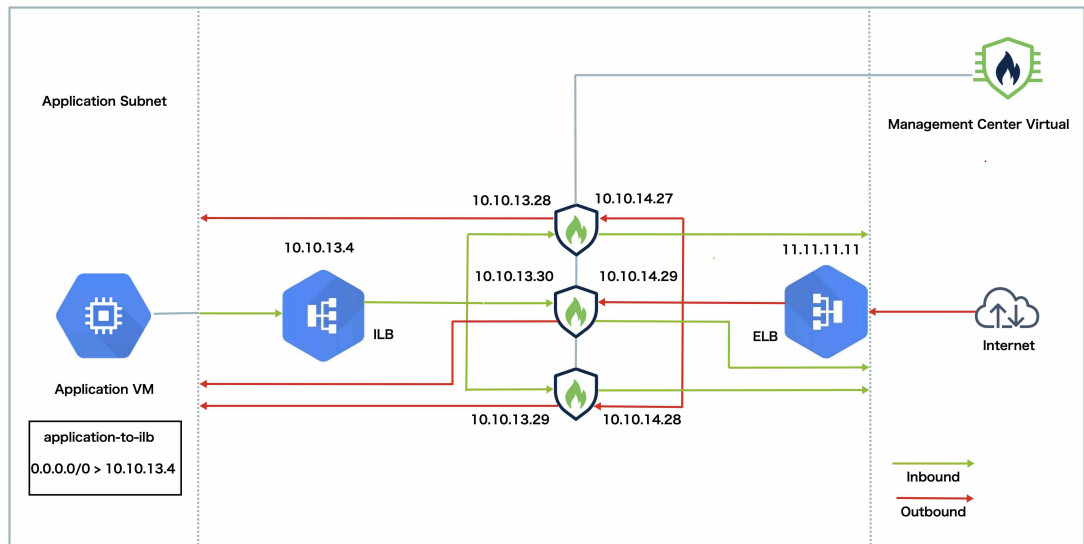 Application Subnet
Management Center Virtual
10.10.13.28
10.10.14.27
10.10.13.4
11.11.11.11
10.10.13.30
10.10.14.29
ILB
ELB
Internet
Application VM
10.10.13.29
10.10.14.28
application-to-ilb
0.0.0.0/0 > 10.10.13.4
Inbound
Outbound